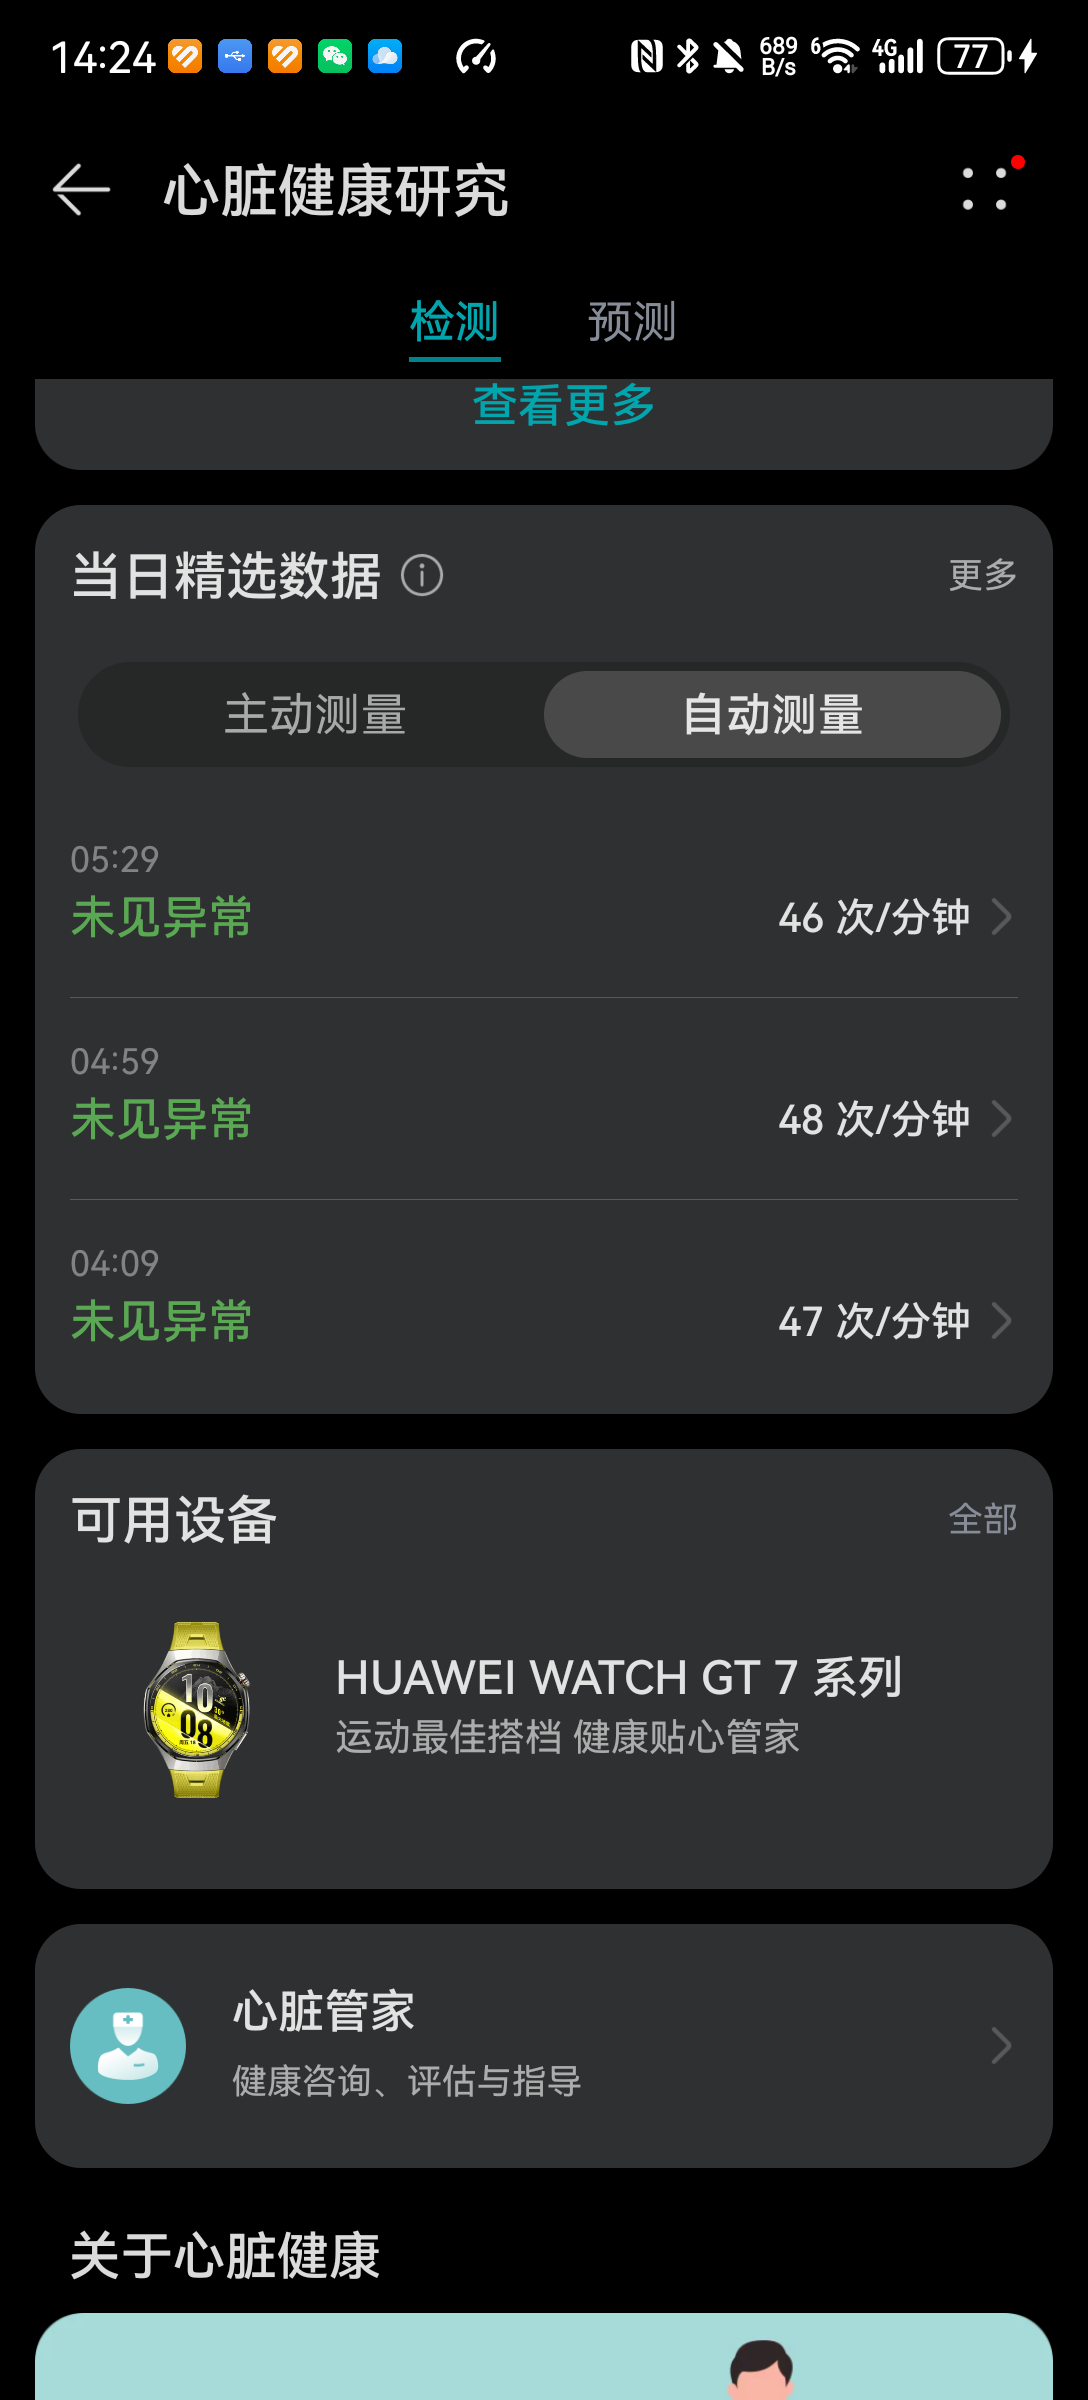 14:24 689 B/s 6 4G 77
心脏健康研究
检测 预测
查看更多
当日精选数据 更多
主动测量 自动测量
05:29
未见异常 46 次/分钟
04:59
未见异常 48 次/分钟
04:09
未见异常 47 次/分钟
可用设备 全部
HUAWEI WATCH GT 7 系列
运动最佳搭档 健康贴心管家
10
08
心脏管家
健康咨询、评估与指导
关于心脏健康